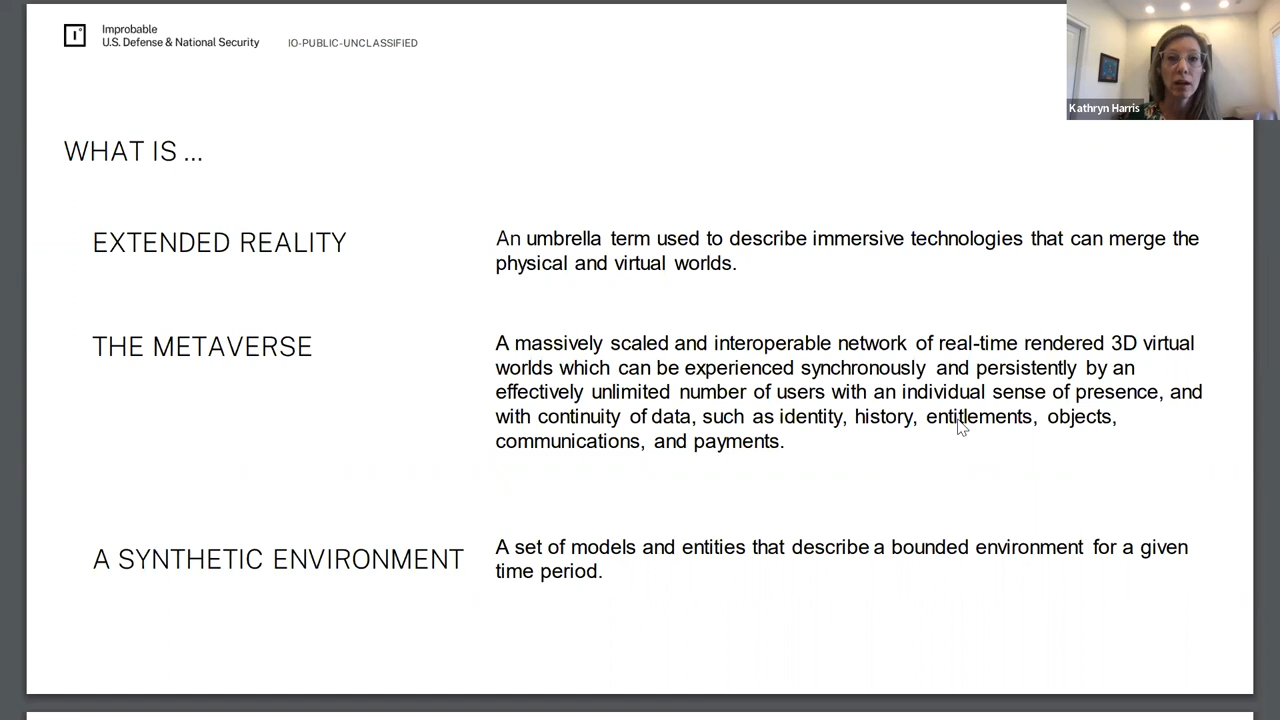 Improbable
U.S. Defense & National Security
IO-PUBLIC-UNCLASSIFIED
Kathryn Harris
WHAT IS ...
EXTENDED REALITY
An umbrella term used to describe immersive technologies that can merge the
physical and virtual worlds.
THE METAVERSE
A massively scaled and interoperable network of real-time rendered 3D virtual
worlds which can be experienced synchronously and persistently by an
effectively unlimited number of users with an individual sense of presence, and
with continuity of data, such as identity, history, entitlements, objects,
communications, and payments.
A SYNTHETIC ENVIRONMENT
A set of models and entities that describe a bounded environment for a given
time period.